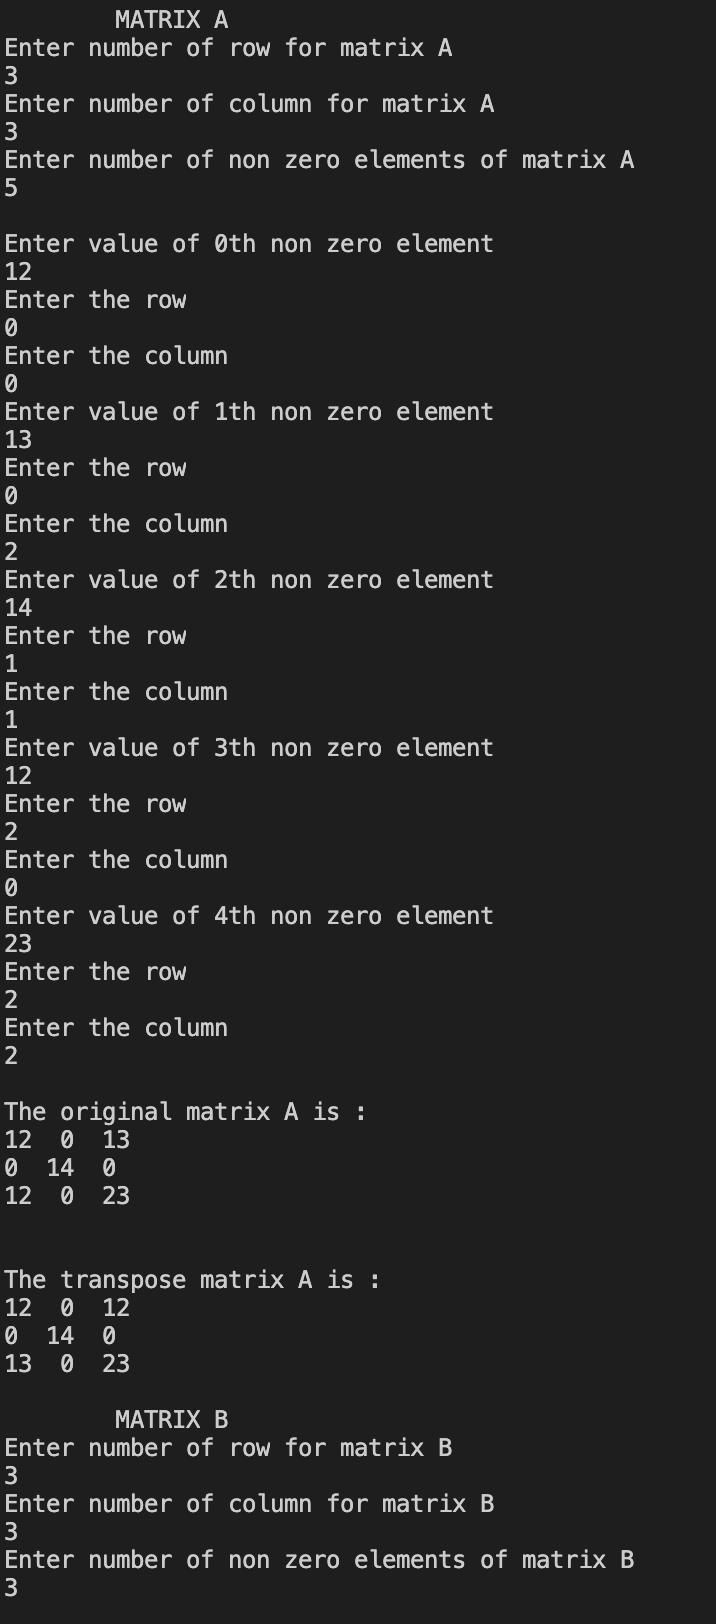 MATRIX A
Enter number of row for matrix A
3
Enter number of column for matrix A
3
Enter number of non zero elements of matrix A
5
Enter value of 0th non zero element
12
Enter the row
0
Enter the column
0
Enter value of 1th non zero element
13
Enter the row
0
Enter the column
2
Enter value of 2th non zero element
14
Enter the row
1
Enter the column
1
Enter value of 3th non zero element
12
Enter the row
2
Enter the column
0
Enter value of 4th non zero element
23
Enter the row
2
Enter the column
2
The original matrix A is :
12  0  13
0  14  0
12  0  23
The transpose matrix A is :
12  0  12
0  14  0
13  0  23
MATRIX B
Enter number of row for matrix B
3
Enter number of column for matrix B
3
Enter number of non zero elements of matrix B
3